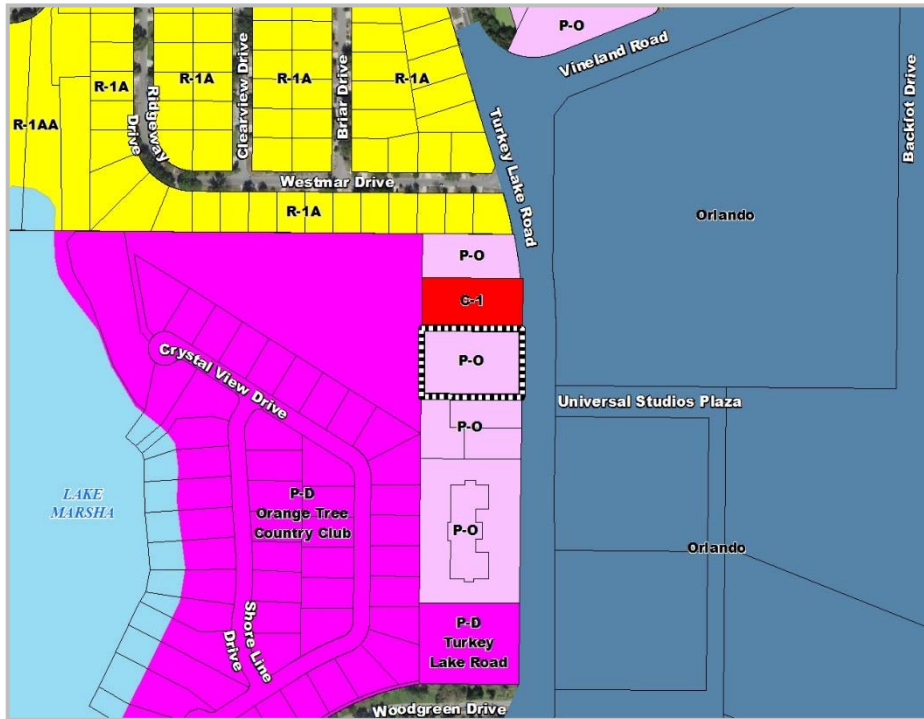 P-O
Vineland Road
Backlot Drive
R-1A
R-1A
R-1A
R-1A
R-1AA
Ridgeway
Drive
Clearview Drive
Briar Drive
Turkey Lake Road
Westmar Drive
R-1A
Orlando
P-O
C-1
P-O
Crystal View Drive
Universal Studios Plaza
P-O
LAKE
MARSHA
P-D
Orange Tree
Country Club
P-O
Orlando
Shore Line
Drive
P-D
Turkey
Lake Road
Woodgreen Drive